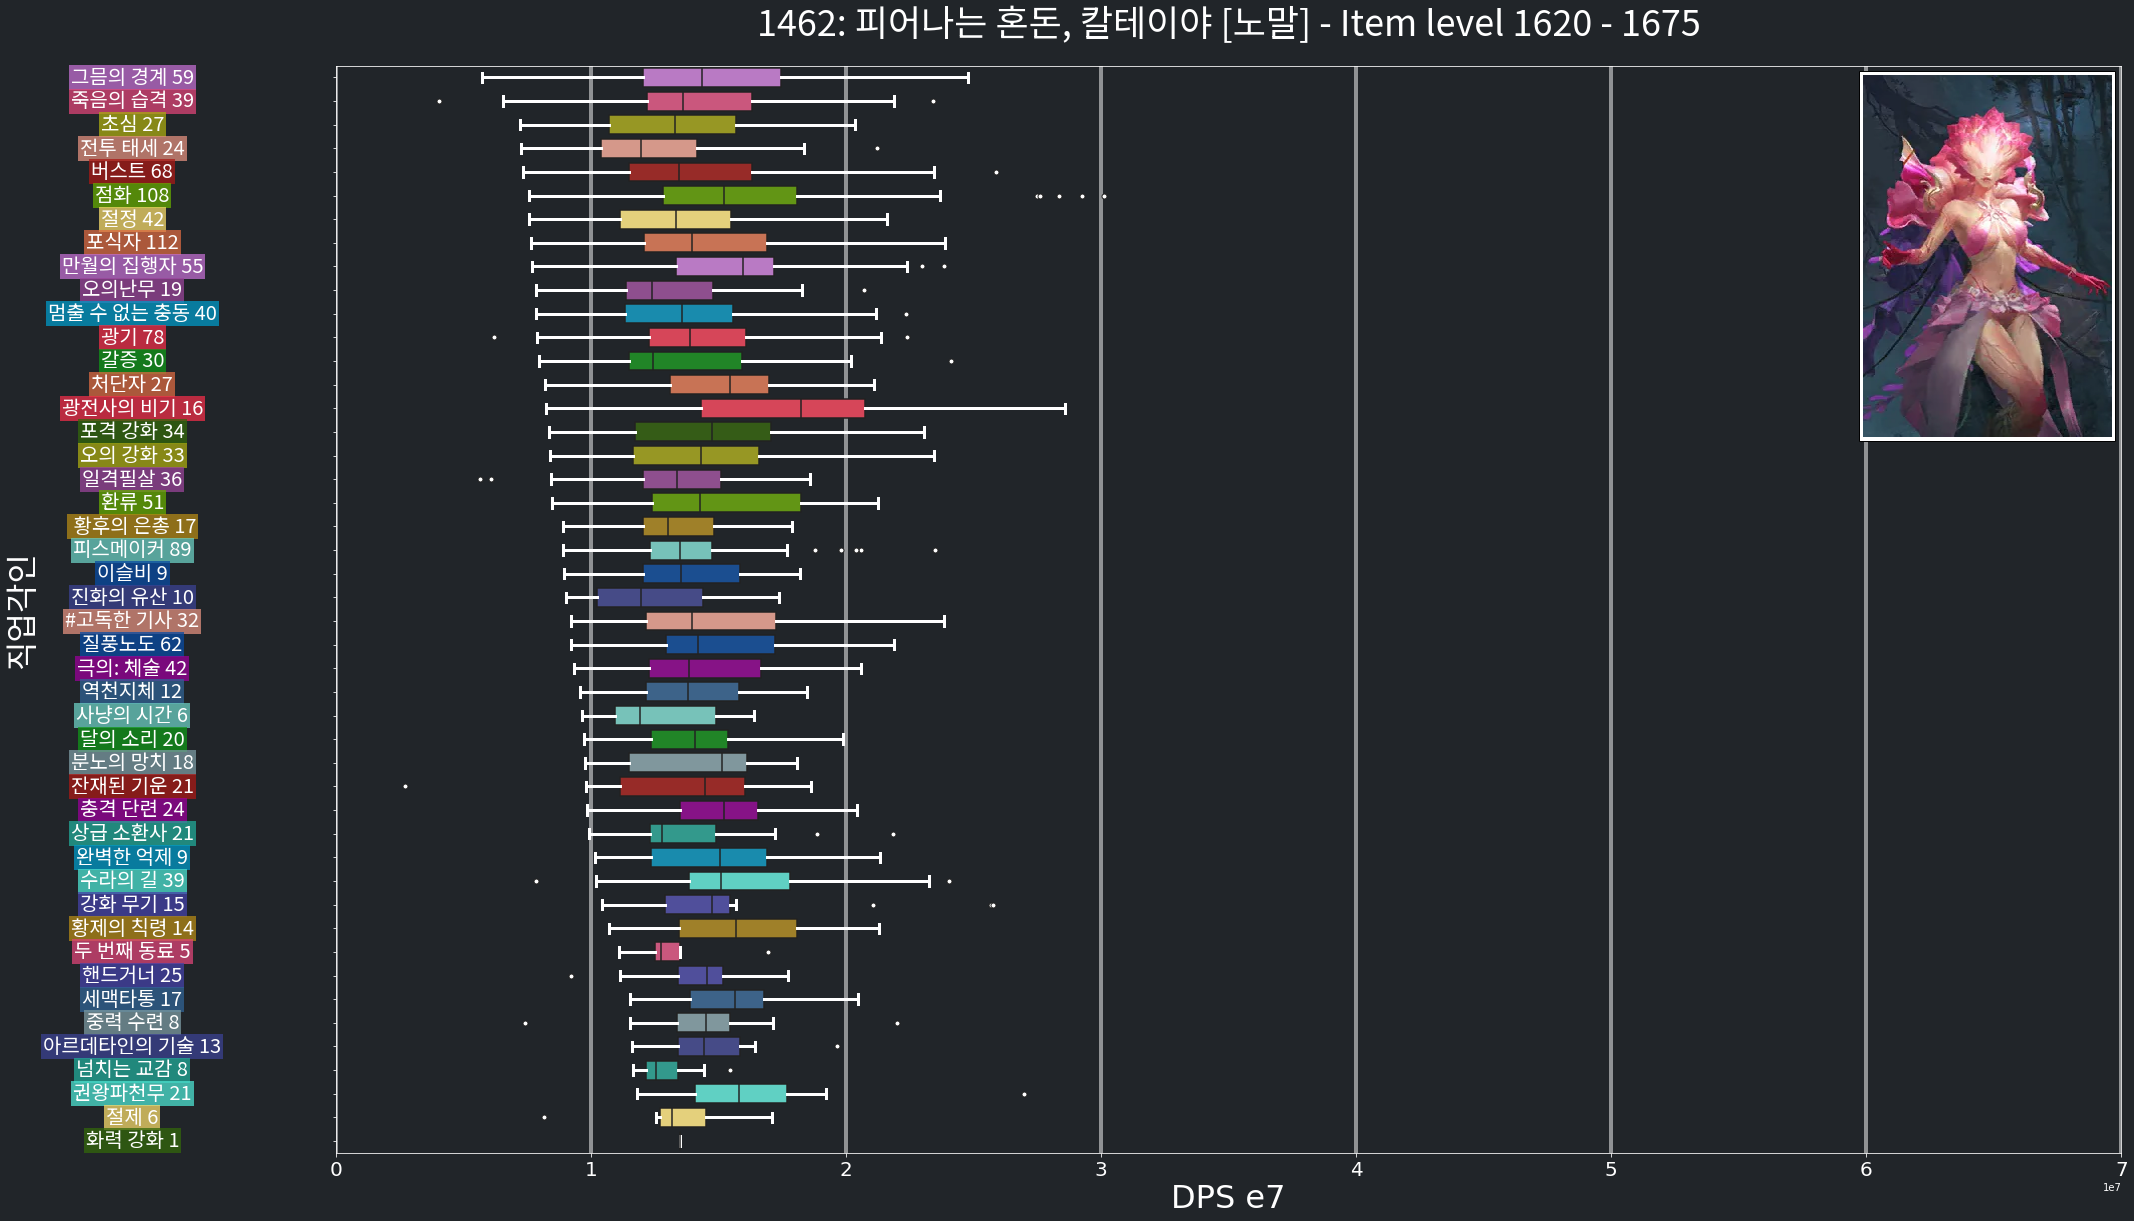 1462: 피어나는 혼돈, 칼테이야 [노말] - Item level 1620 - 1675
그믐의 경계 59
죽음의 습격 39
초심 27
전투 태세 24
버스트 68
점화 108
절정 42
포식자 112
만월의 집행자 55
오의난무 19
멈출 수 없는 충동 40
광기 78
갈증 30
처단자 27
광전사의 비기 16
포격 강화 34
오의 강화 33
일격필살 36
환류 51
황후의 은총 17
피스메이커 89
이슬비 9
진화의 유산 10
#고독한 기사 32
질풍노도 62
극의: 체술 42
역천지체 12
사냥의 시간 6
달의 소리 20
분노의 망치 18
잔재된 기운 21
충격 단련 24
상급 소환사 21
완벽한 억제 9
수라의 길 39
강화 무기 15
황제의 칙령 14
두 번째 동료 5
핸드거너 25
세맥타통 17
중력 수련 8
아르데타인의 기술 13
넘치는 교감 8
권왕파천무 21
절제 6
화력 강화 1
직업각인
0 1 2 3 4 5 6 7
1e7
DPS e7